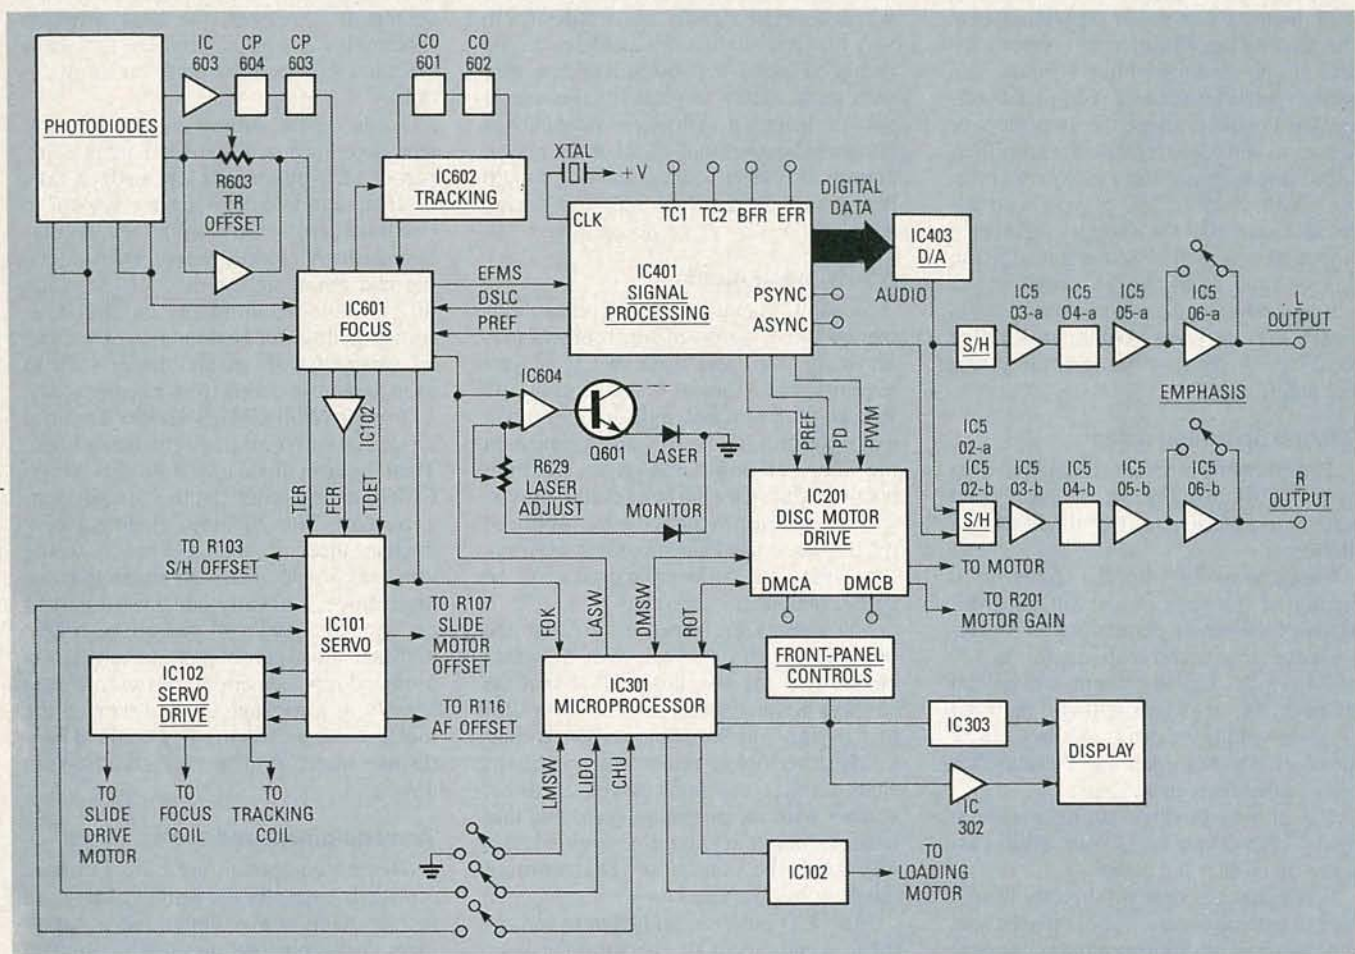 PHOTODIODES
IC
603
CP
604
CP
603
CO
601
CO
602
R603
TR
OFFSET
IC602
TRACKING
XTAL
+V
CLK
TC1
TC2
BFR
EFR
DIGITAL
DATA
IC401
SIGNAL
PROCESSING
PSYNC
ASYNC
IC403
D/A
AUDIO
IC601
FOCUS
EFMS
DSLC
PREF
IC5
03-a
IC5
04-a
IC5
05-a
IC5
06-a
L
OUTPUT
S/H
EMPHASIS
IC5
02-a
IC5
02-b
IC5
03-b
IC5
04-b
IC5
05-b
IC5
06-b
R
OUTPUT
S/H
IC102
IC604
Q601
LASER
R629
LASER
ADJUST
MONITOR
PREF
PD
PWM
IC201
DISC MOTOR
DRIVE
DMCA
DMCB
TO MOTOR
TO R201
MOTOR GAIN
TER
FER
TDET
TO R103
S/H OFFSET
IC101
SERVO
TO R107
SLIDE
MOTOR
OFFSET
TO R116
AF OFFSET
IC102
SERVO
DRIVE
TO
SLIDE
DRIVE
MOTOR
TO
FOCUS
COIL
TO
TRACKING
COIL
FOK
LASW
DMSW
ROT
IC301
MICROPROCESSOR
FRONT-PANEL
CONTROLS
IC303
DISPLAY
IC
302
LMSW
LIDO
CHU
IC102
TO
LOADING
MOTOR